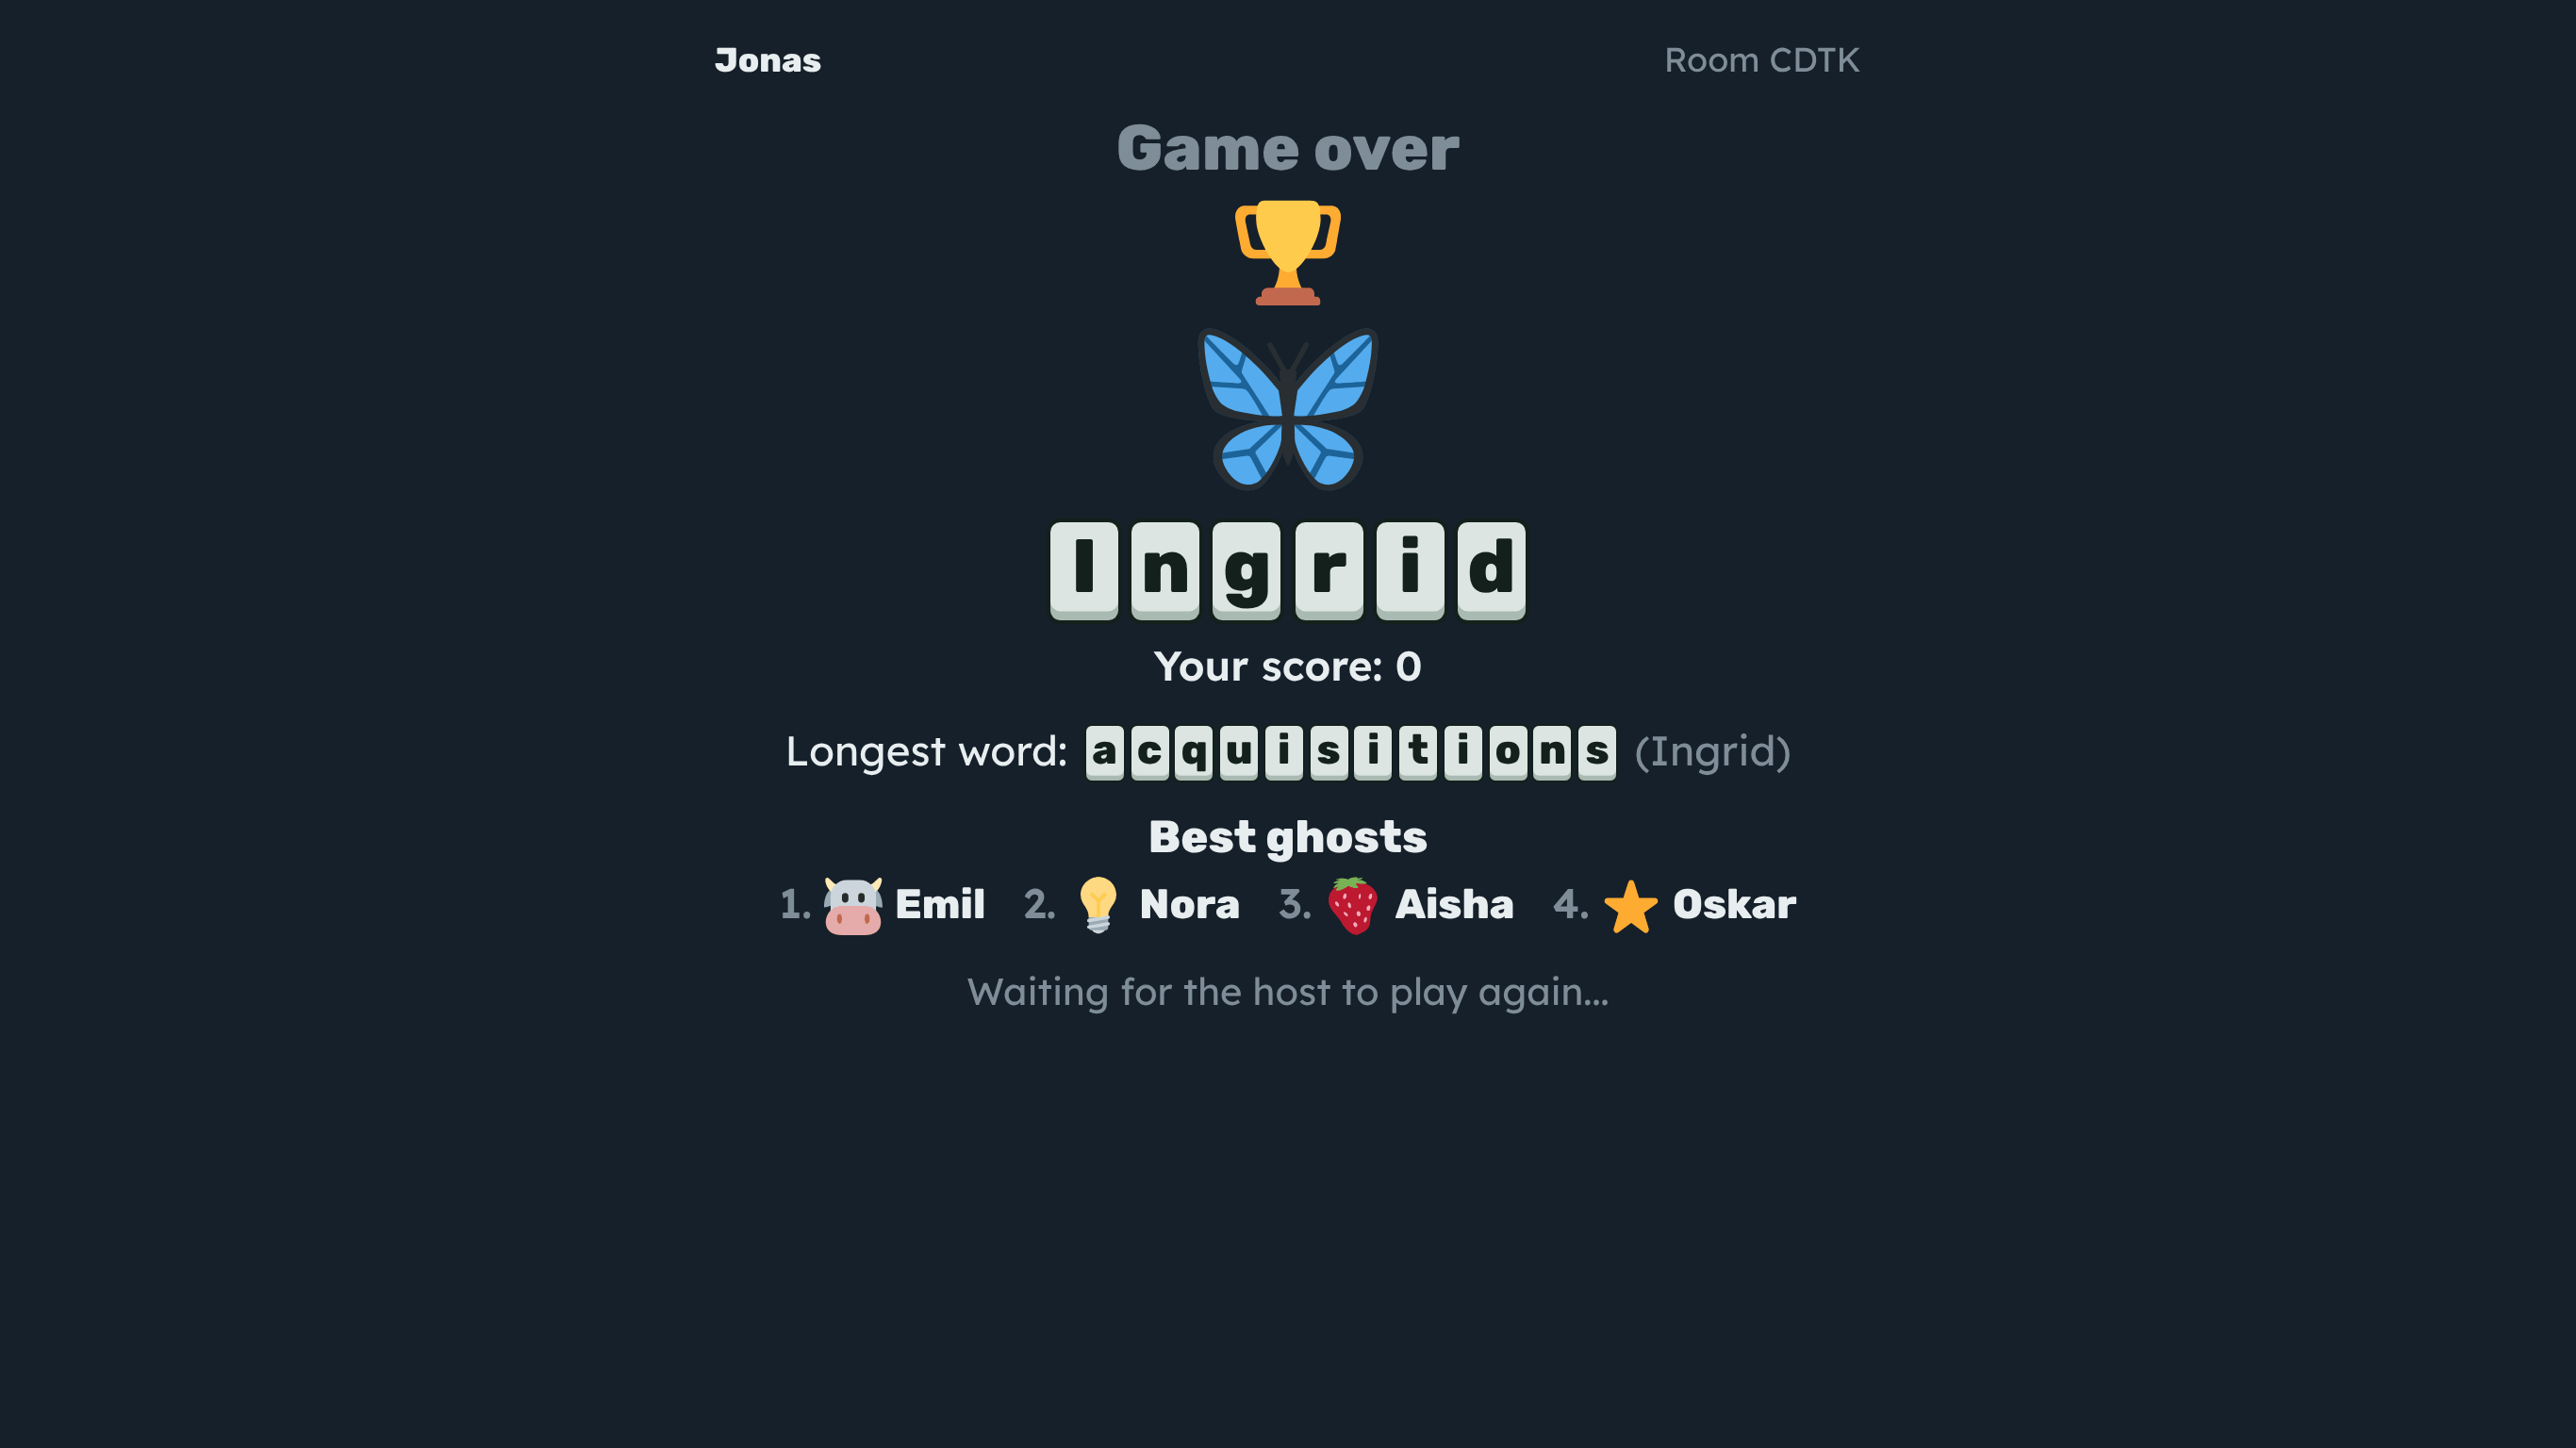 Jonas Room CDTK
Game over
Ingrid
Your score: 0
Longest word: acquisitions (Ingrid)
Best ghosts
1. Emil 2. Nora 3. Aisha 4. Oskar
Waiting for the host to play again...